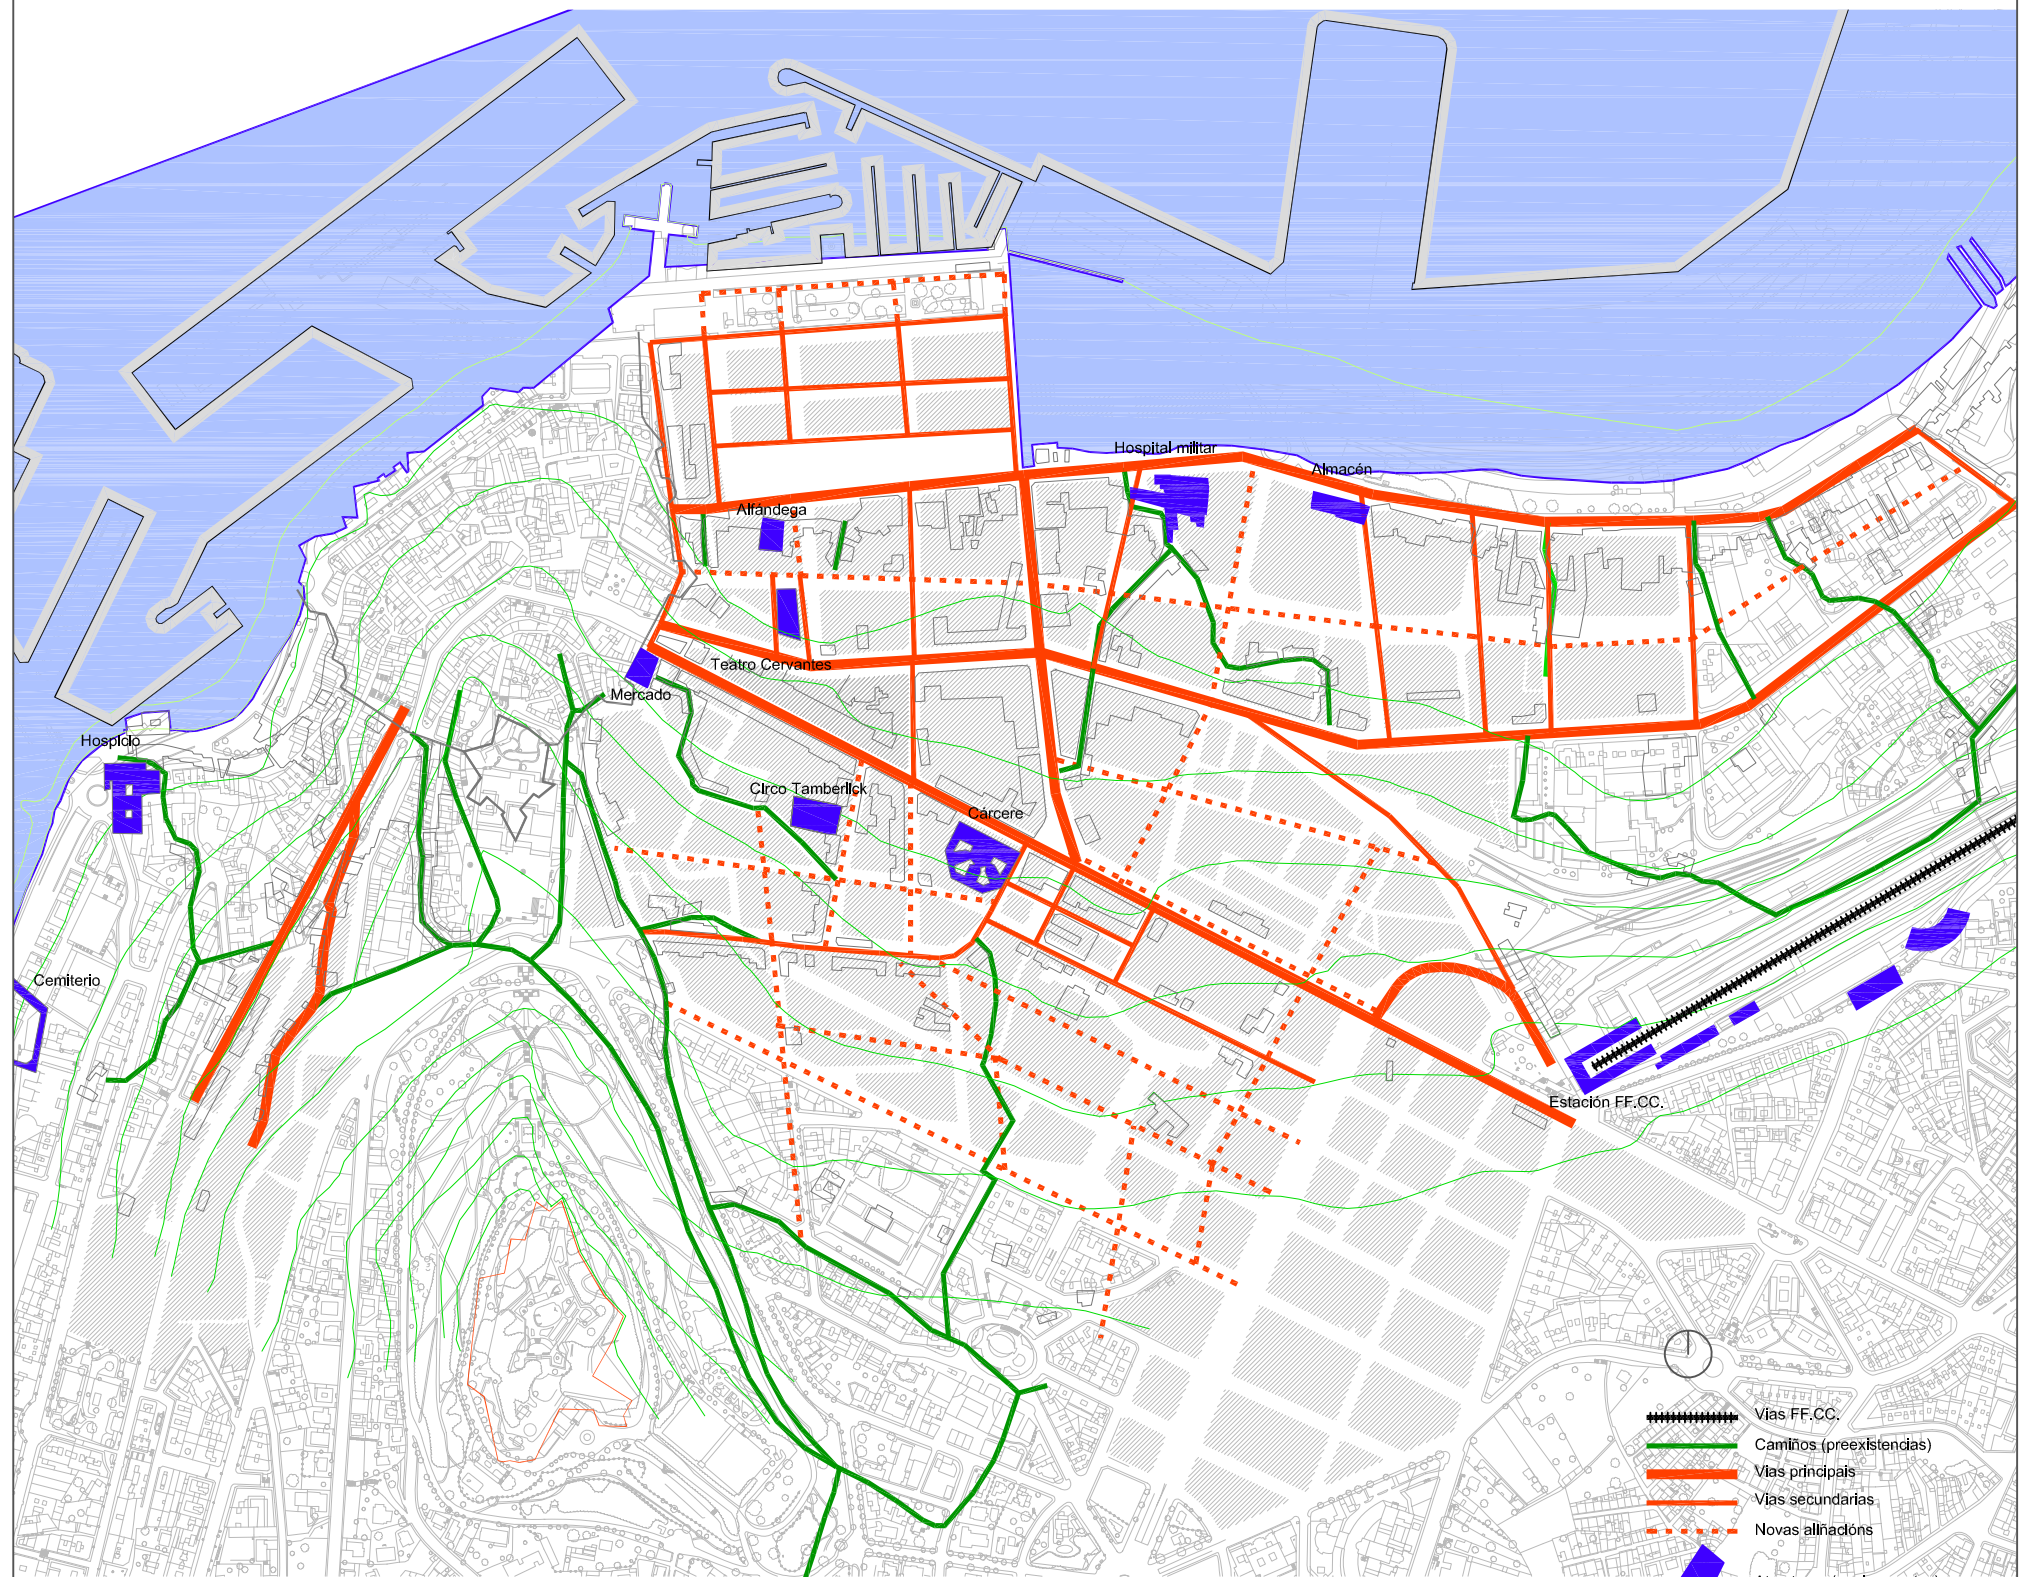 Hospital militar
Almacén
Alfándega
Teatro Cervantes
Mercado
Hospicio
Circo Tamberlick
Cárcere
Cemiterio
Estación FF.CC.
Vias FF.CC.
Camiños (preexistencias)
Vias principais
Vias secundarias
Novas aliñacións